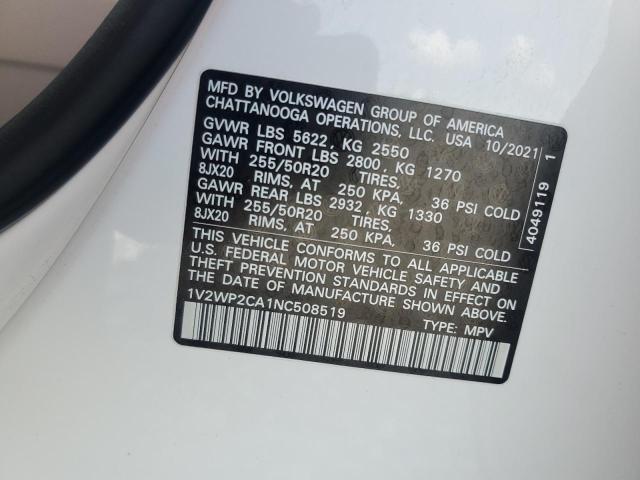 MFD BY VOLKSWAGEN GROUP OF AMERICA
CHATTANOOGA OPERATIONS, LLC. USA 10/2021
GVWR LBS 5622, KG 2550
GAWR FRONT LBS 2800, KG 1270
WITH 255/50R20 TIRES,
8JX20 RIMS, AT 250 KPA, 36 PSI COLD
GAWR REAR LBS 2932, KG 1330
WITH 255/50R20 TIRES,
8JX20 RIMS, AT 250 KPA, 36 PSI COLD
THIS VEHICLE CONFORMS TO ALL APPLICABLE
U.S. FEDERAL MOTOR VEHICLE SAFETY AND
THEFT PREVENTION STANDARDS IN EFFECT ON
THE DATE OF MANUFACTURE SHOWN ABOVE.
1V2WP2CA1NC508519
TYPE: MPV
4049119 1